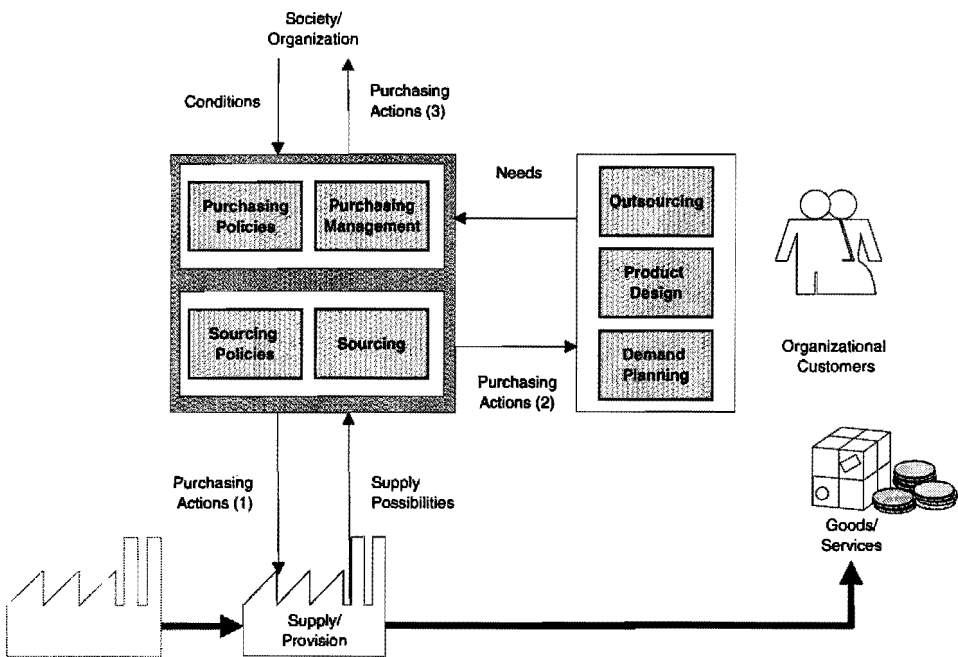 Society/
Organization
Conditions
Purchasing
Actions (3)
Purchasing
Policies
Purchasing
Management
Needs
Outsourcing
Product
Design
Demand
Planning
Sourcing
Policies
Sourcing
Purchasing
Actions (2)
Organizational
Customers
Purchasing
Actions (1)
Supply
Possibilities
Goods/
Services
Supply/
Provision